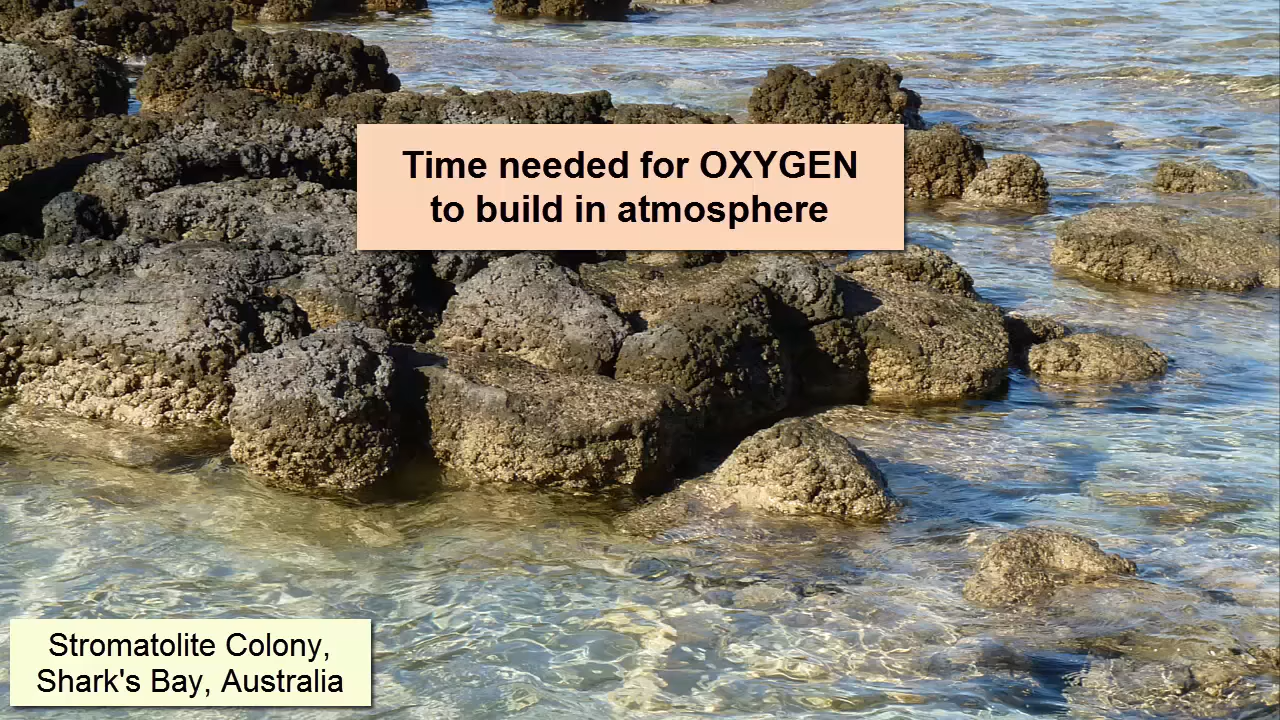 Time needed for OXYGEN
to build in atmosphere
Stromatolite Colony,
Shark's Bay, Australia